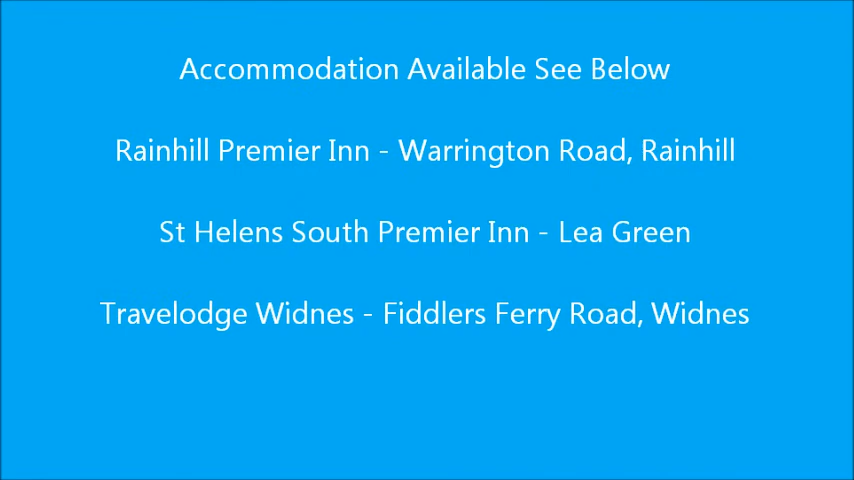 Accommodation Available See Below
Rainhill Premier Inn - Warrington Road, Rainhill
St Helens South Premier Inn - Lea Green
Travelodge Widnes - Fiddlers Ferry Road, Widnes